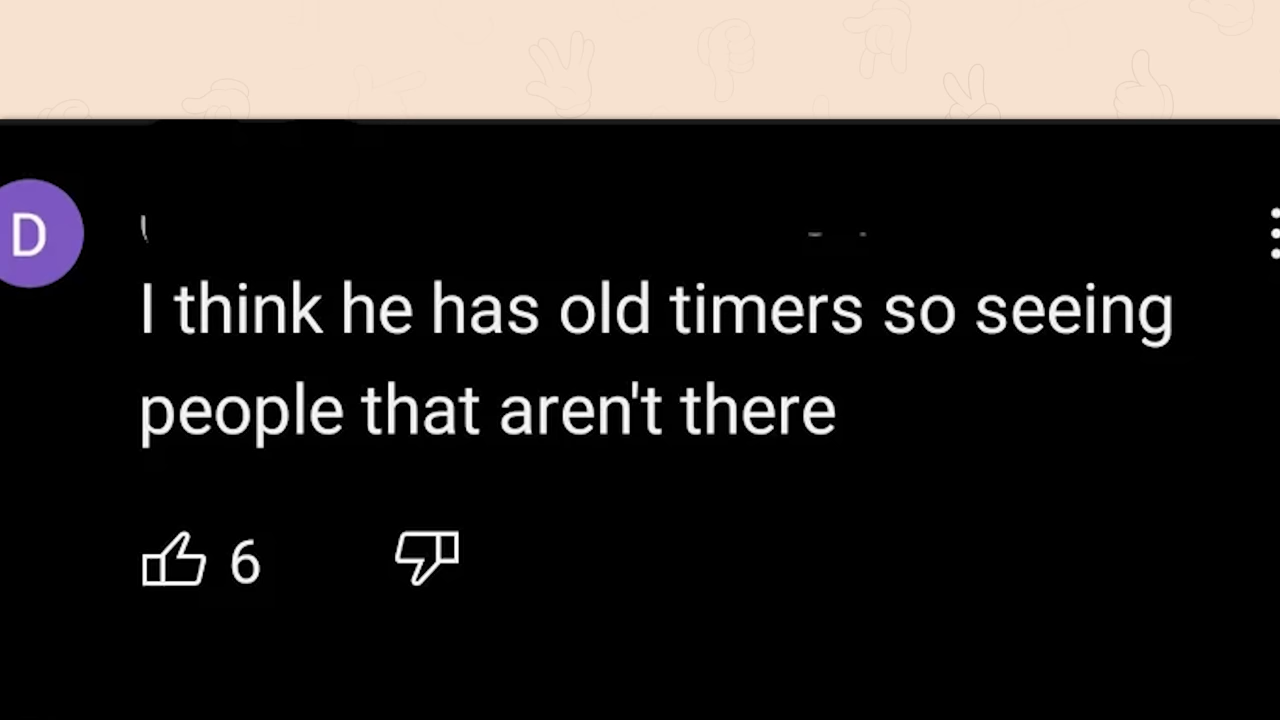 D
I think he has old timers so seeing
people that aren't there
6